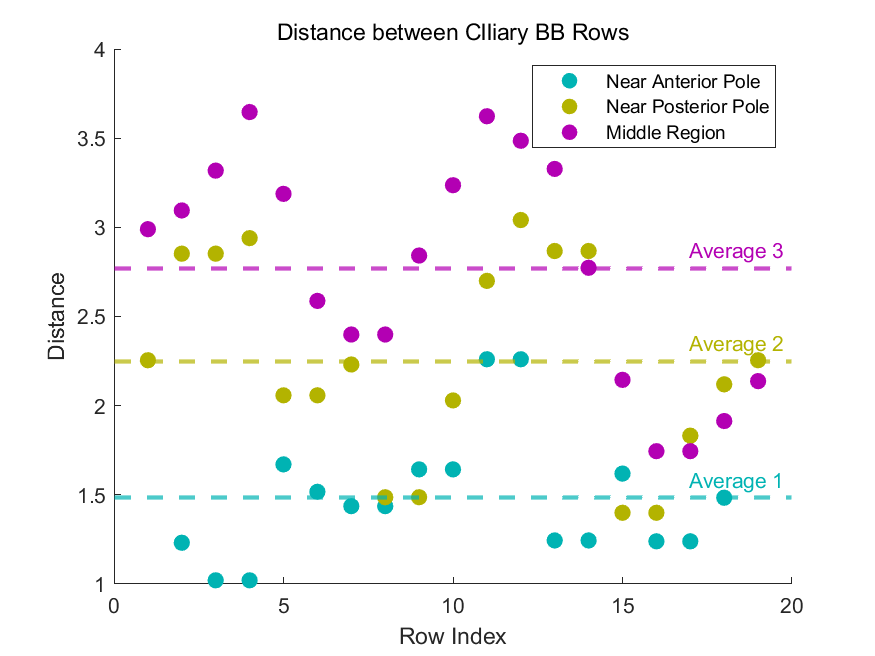 Distance between CIliary BB Rows
Near Anterior Pole
Near Posterior Pole
Middle Region
Average 3
Average 2
Average 1
Distance
4
3.5
3
2.5
2
1.5
1
0 5 10 15 20
Row Index